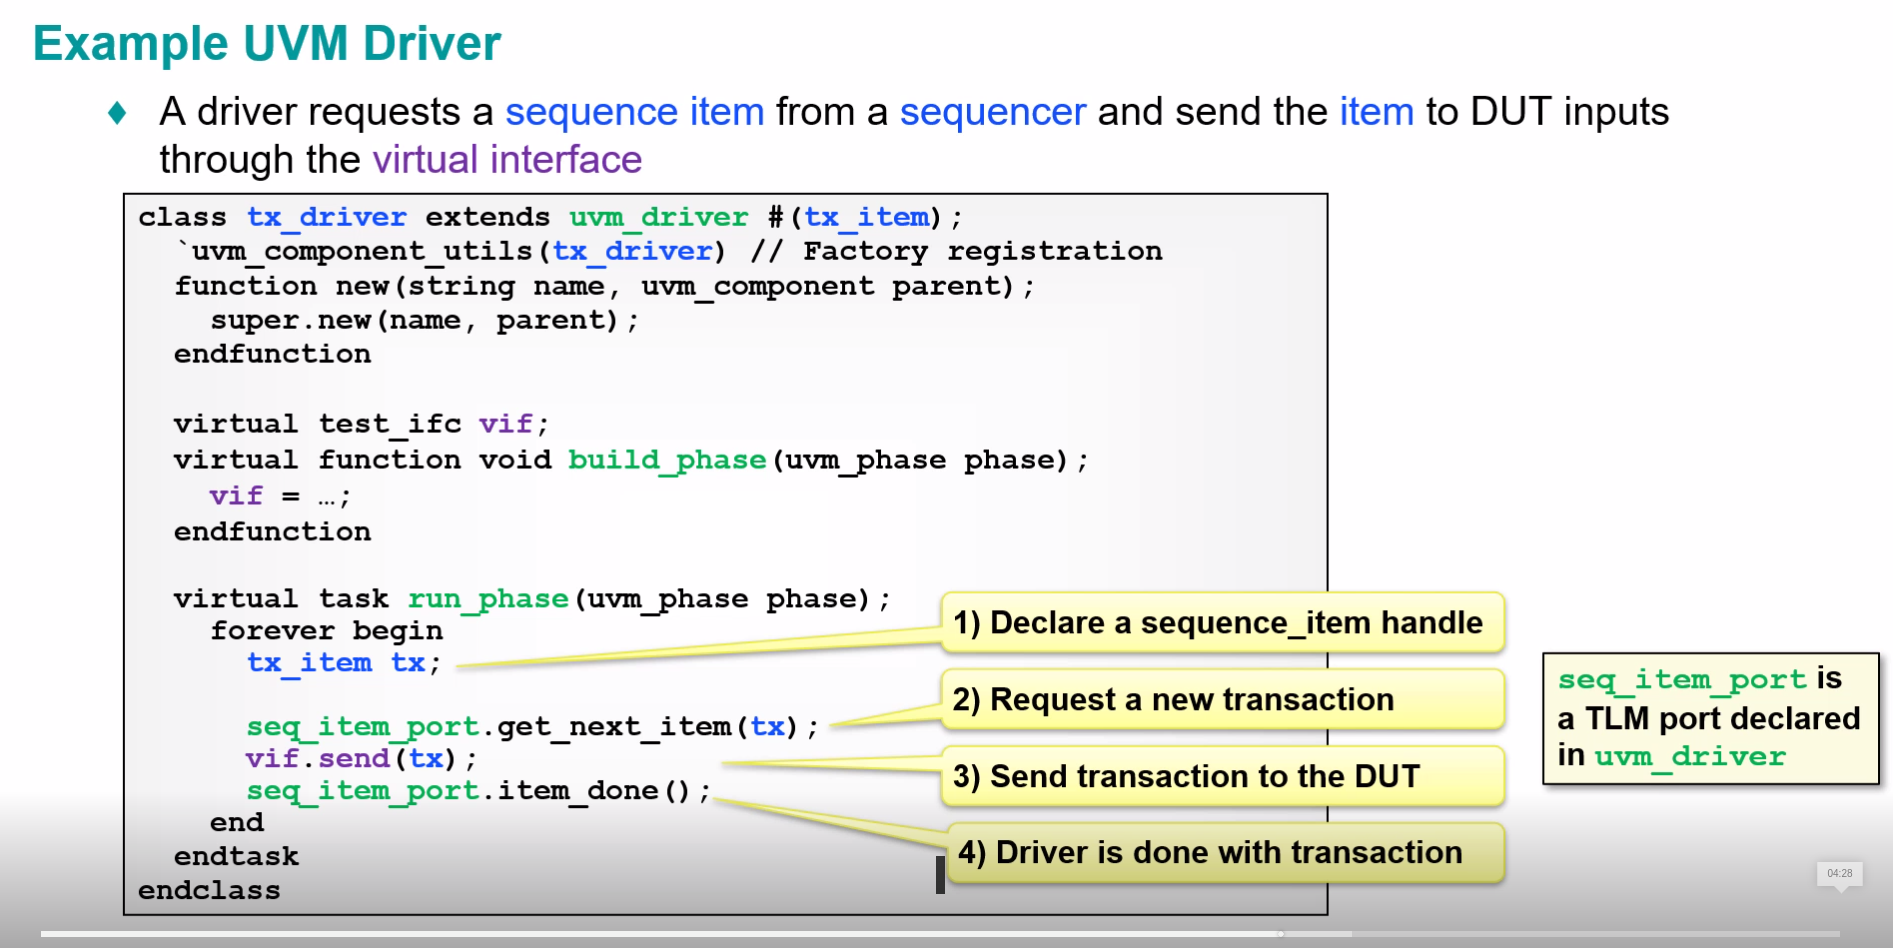 Example UVM Driver
♦ A driver requests a sequence item from a sequencer and send the item to DUT inputs
through the virtual interface
class tx_driver extends uvm_driver #(tx_item);
  `uvm_component_utils(tx_driver) // Factory registration
  function new(string name, uvm_component parent);
    super.new(name, parent);
  endfunction
  virtual test_ifc vif;
  virtual function void build_phase(uvm_phase phase);
    vif = …;
  endfunction
  virtual task run_phase(uvm_phase phase);
    forever begin
      tx_item tx;
      seq_item_port.get_next_item(tx);
      vif.send(tx);
      seq_item_port.item_done();
    end
  endtask
endclass
1) Declare a sequence_item handle
2) Request a new transaction
3) Send transaction to the DUT
4) Driver is done with transaction
seq_item_port is
a TLM port declared
in uvm_driver
04:28